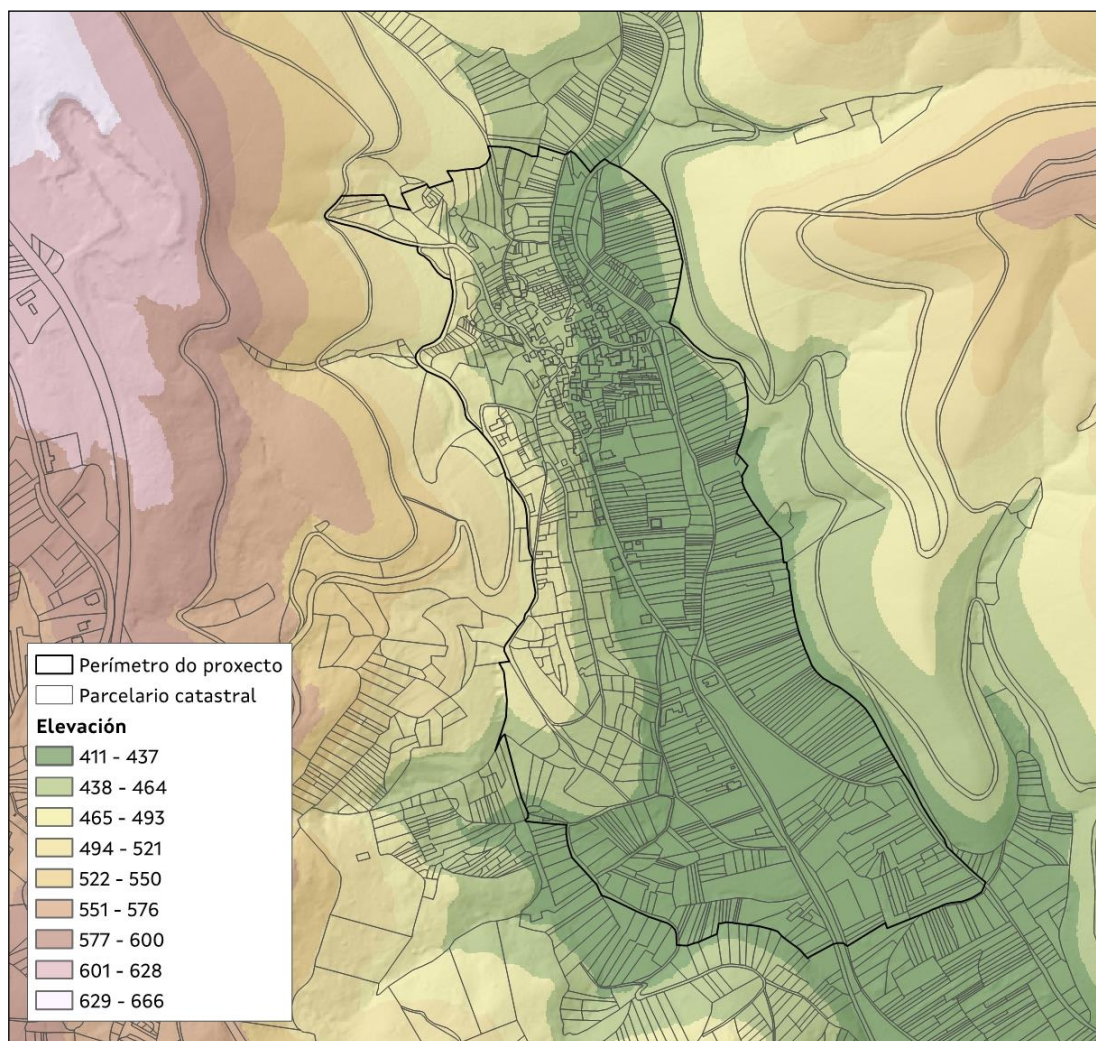 Perímetro do proxecto
Parcelario catastral
Elevación
411 - 437
438 - 464
465 - 493
494 - 521
522 - 550
551 - 576
577 - 600
601 - 628
629 - 666